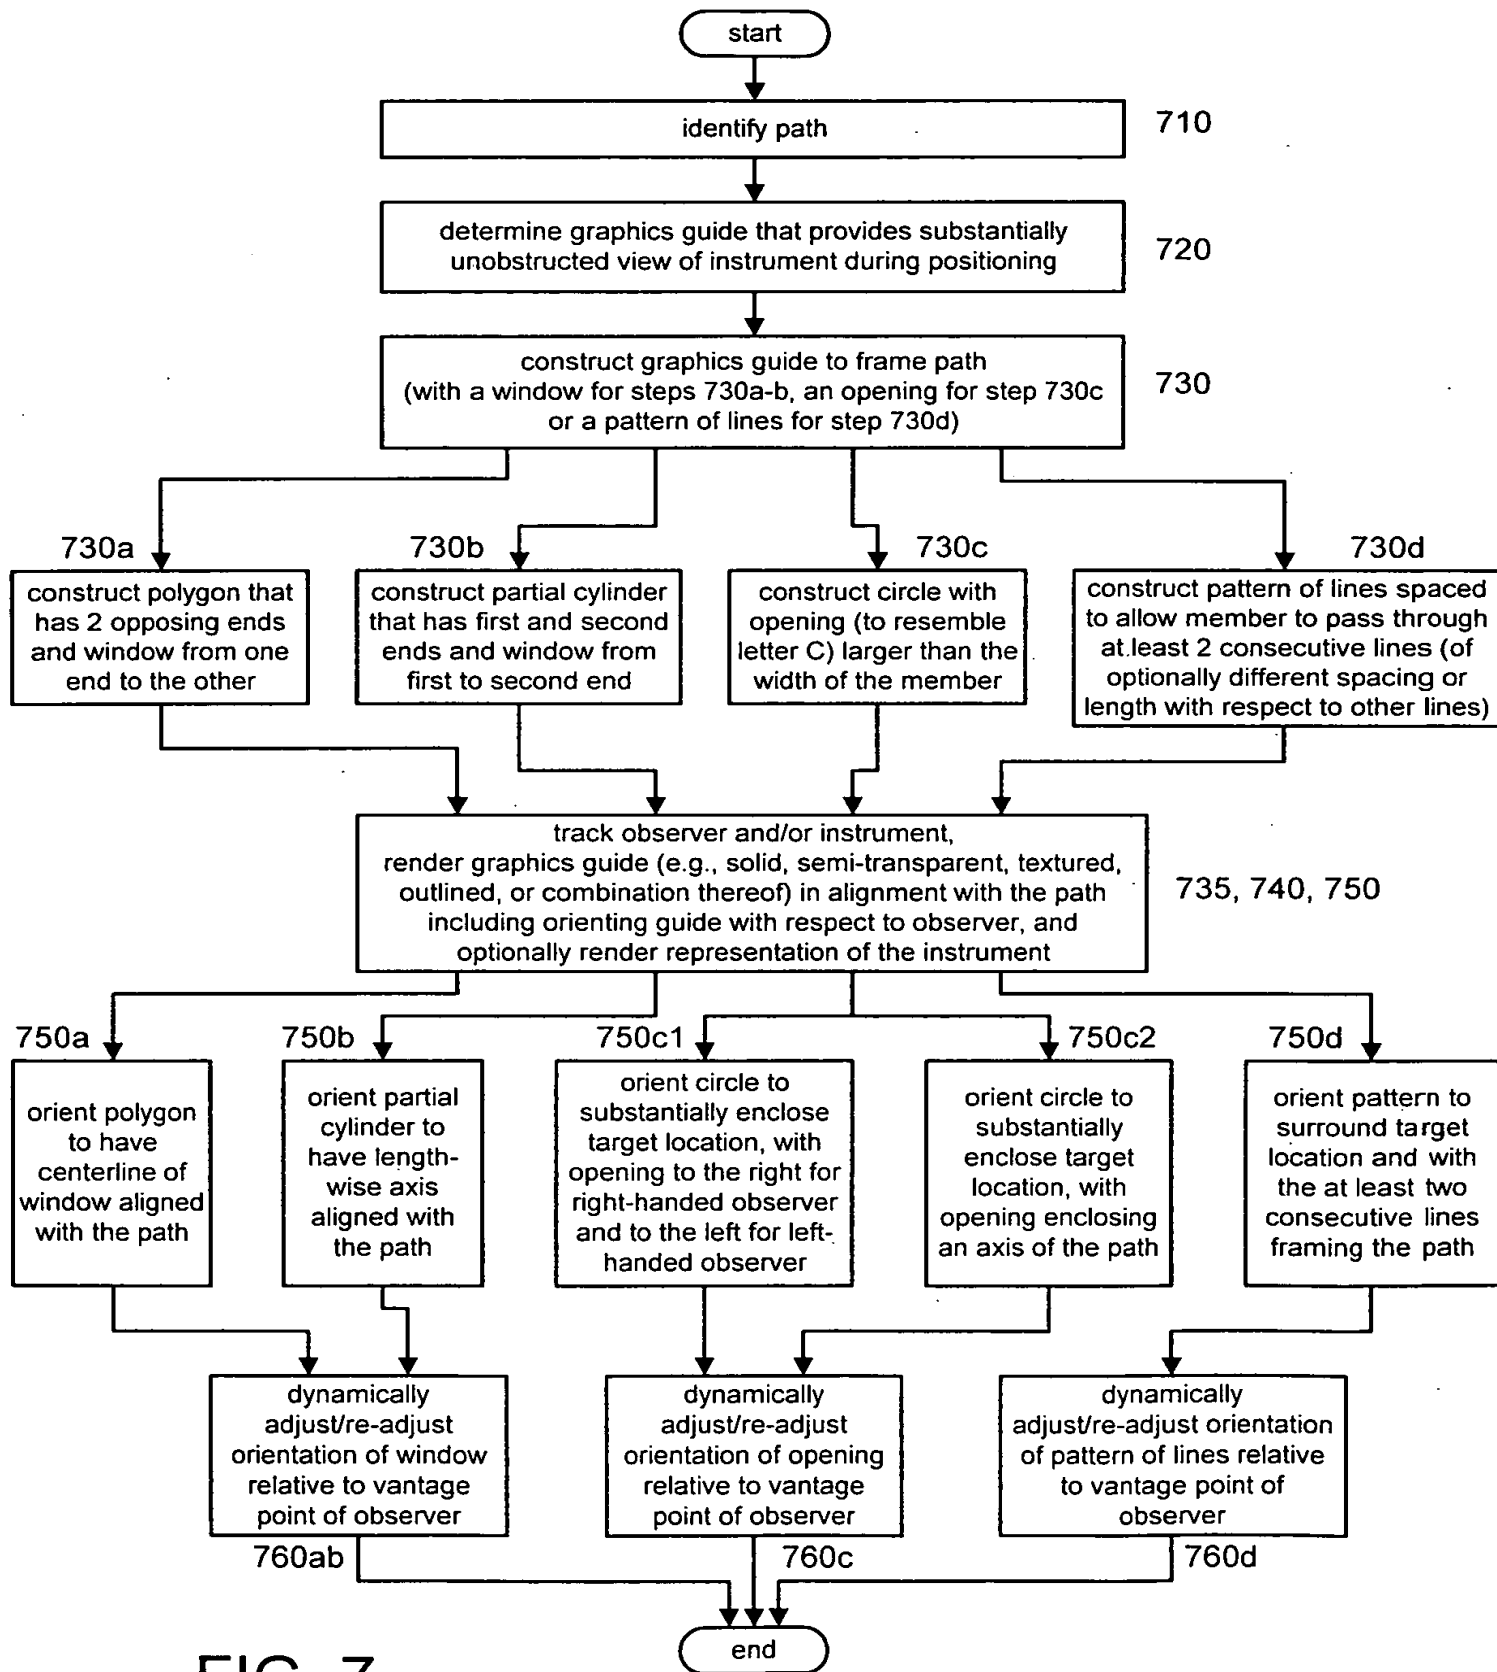 start
identify path
710
determine graphics guide that provides substantially
unobstructed view of instrument during positioning
720
construct graphics guide to frame path
(with a window for steps 730a-b, an opening for step 730c
or a pattern of lines for step 730d)
730
730a
construct polygon that
has 2 opposing ends
and window from one
end to the other
730b
construct partial cylinder
that has first and second
ends and window from
first to second end
730c
construct circle with
opening (to resemble
letter C) larger than the
width of the member
730d
construct pattern of lines spaced
to allow member to pass through
at least 2 consecutive lines (of
optionally different spacing or
length with respect to other lines)
track observer and/or instrument,
render graphics guide (e.g., solid, semi-transparent, textured,
outlined, or combination thereof) in alignment with the path
including orienting guide with respect to observer, and
optionally render representation of the instrument
735, 740, 750
750a
orient polygon
to have
centerline of
window aligned
with the path
750b
orient partial
cylinder to
have length-
wise axis
aligned with
the path
750c1
orient circle to
substantially enclose
target location, with
opening to the right for
right-handed observer
and to the left for left-
handed observer
750c2
orient circle to
substantially
enclose target
location, with
opening enclosing
an axis of the path
750d
orient pattern to
surround target
location and with
the at least two
consecutive lines
framing the path
dynamically
adjust/re-adjust
orientation of window
relative to vantage
point of observer
760ab
dynamically
adjust/re-adjust
orientation of opening
relative to vantage
point of observer
760c
dynamically
adjust/re-adjust orientation
of pattern of lines relative
to vantage point of
observer
760d
end
FIG. 7